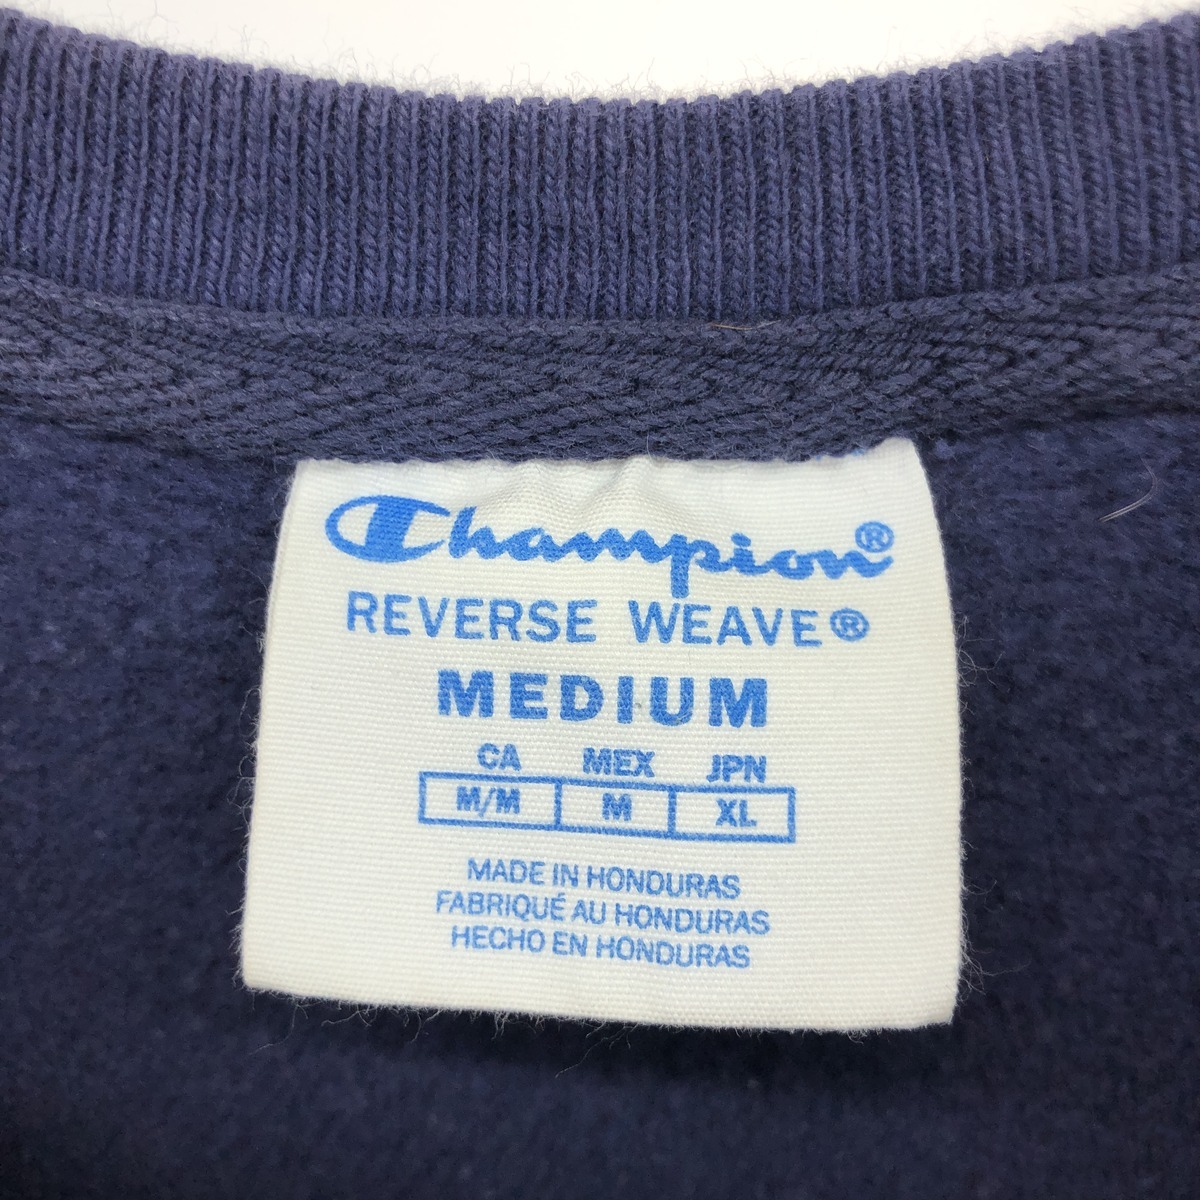 Champion®
REVERSE WEAVE®
MEDIUM
CA MEX JPN
M/M M XL
MADE IN HONDURAS
FABRIQUÉ AU HONDURAS
HECHO EN HONDURAS